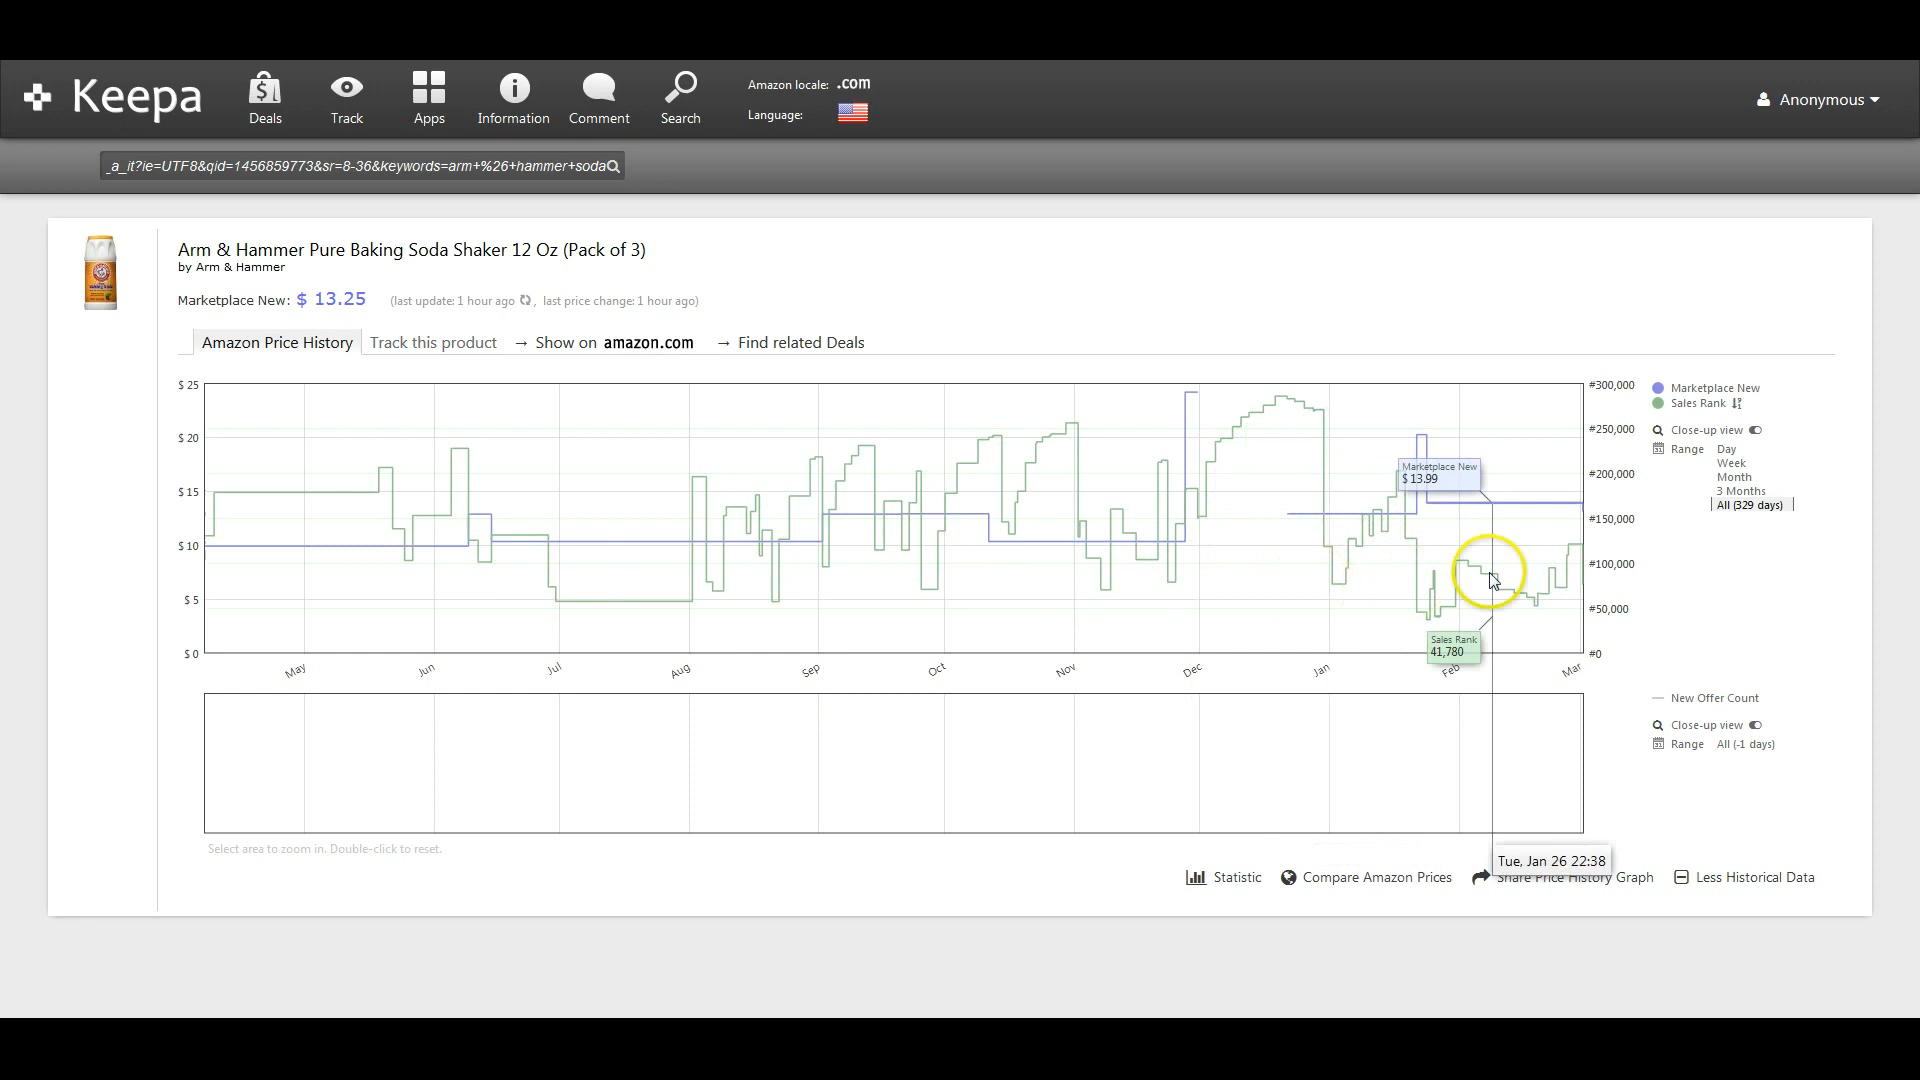 Keepa
Deals
Track
Apps
Information
Comment
Search
Amazon locale: .com
Language:
Anonymous
_a_it?ie=UTF8&qid=1456859773&sr=8-36&keywords=arm+%26+hammer+soda
Arm & Hammer Pure Baking Soda Shaker 12 Oz (Pack of 3)
by Arm & Hammer
Marketplace New: $ 13.25 (last update: 1 hour ago , last price change: 1 hour ago)
Amazon Price History
Track this product
→ Show on amazon.com
→ Find related Deals
$ 25
$ 20
$ 15
$ 10
$ 5
$ 0
#300,000
#250,000
#200,000
#150,000
#100,000
#50,000
#0
Marketplace New
$ 13.99
Sales Rank
41,780
May
Jun
Jul
Aug
Sep
Oct
Nov
Dec
Jan
Feb
Mar
Marketplace New
Sales Rank
Close-up view
Range
Day
Week
Month
3 Months
All (329 days)
New Offer Count
Close-up view
Range All (-1 days)
Select area to zoom in. Double-click to reset.
Tue, Jan 26 22:38
Statistic
Compare Amazon Prices
Share Price History Graph
Less Historical Data